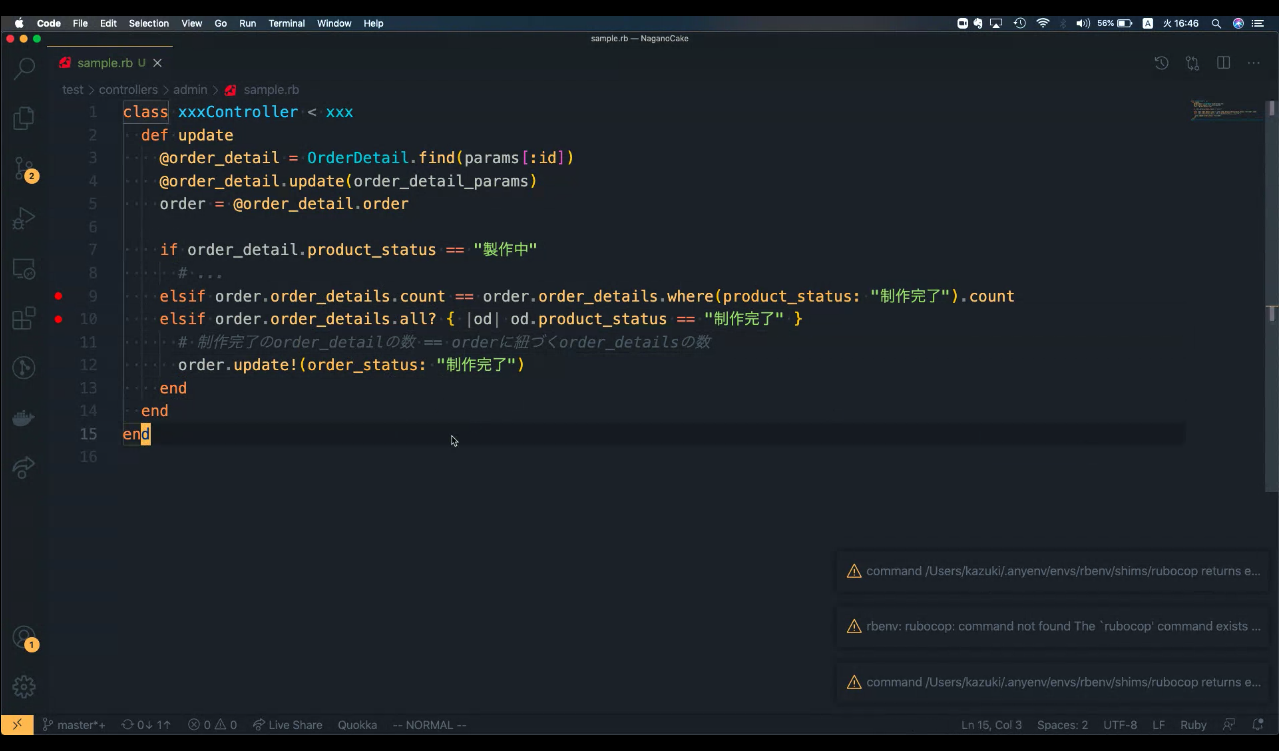 Code File Edit Selection View Go Run Terminal Window Help 56% A 火 16:46
sample.rb — NaganoCake
sample.rb U
test > controllers > admin > sample.rb
1 class xxxController < xxx
2 def update
3 @order_detail = OrderDetail.find(params[:id])
4 @order_detail.update(order_detail_params)
5 order = @order_detail.order
6
7 if order_detail.product_status == "製作中"
8 # ...
9 elsif order.order_details.count == order.order_details.where(product_status: "制作完了").count
10 elsif order.order_details.all? { |od| od.product_status == "制作完了" }
11 # 制作完了のorder_detailの数 == orderに紐づくorder_detailsの数
12 order.update!(order_status: "制作完了")
13 end
14 end
15 end
16
2
command /Users/kazuki/.anyenv/envs/rbenv/shims/rubocop returns e...
rbenv: rubocop: command not found The `rubocop' command exists ...
1
command /Users/kazuki/.anyenv/envs/rbenv/shims/rubocop returns e...
master*+ 0↓ 1↑ 0 0 Live Share Quokka -- NORMAL -- Ln 15, Col 3 Spaces: 2 UTF-8 LF Ruby